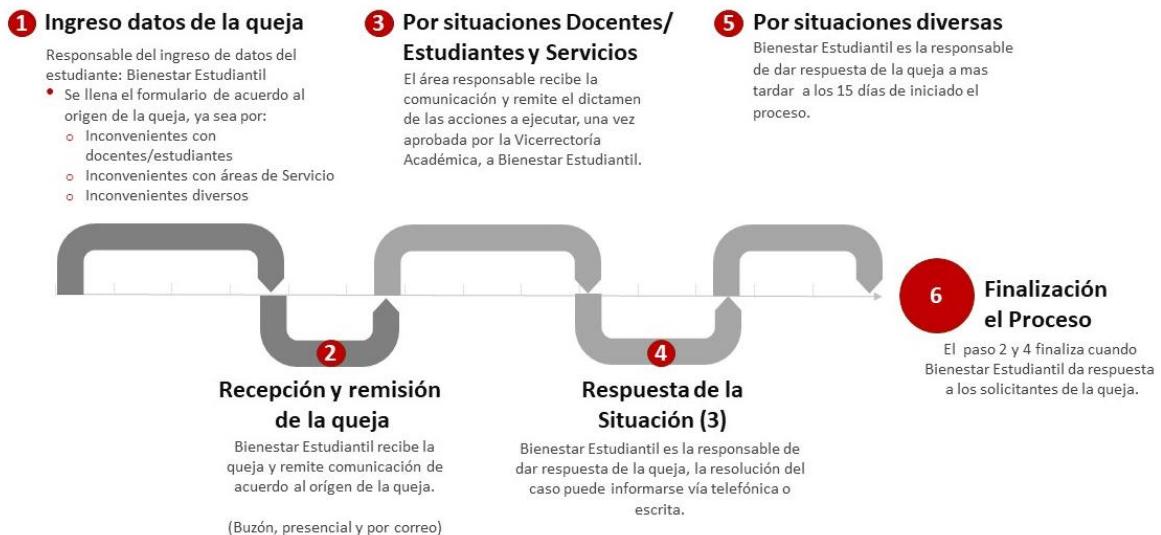 1 Ingreso datos de la queja
Responsable del ingreso de datos del
estudiante: Bienestar Estudiantil
• Se llena el formulario de acuerdo al
origen de la queja, ya sea por:
o Inconvenientes con
docentes/estudiantes
o Inconvenientes con áreas de Servicio
o Inconvenientes diversos
3 Por situaciones Docentes/
Estudiantes y Servicios
El área responsable recibe la
comunicación y remite el dictamen
de las acciones a ejecutar, una vez
aprobada por la Vicerrectoría
Académica, a Bienestar Estudiantil.
5 Por situaciones diversas
Bienestar Estudiantil es la responsable
de dar respuesta de la queja a mas
tardar a los 15 días de iniciado el
proceso.
2
Recepción y remisión
de la queja
Bienestar Estudiantil recibe la
queja y remite comunicación de
acuerdo al orígen de la queja.
(Buzón, presencial y por correo)
4
Respuesta de la
Situación (3)
Bienestar Estudiantil es la responsable de
dar respuesta de la queja, la resolución del
caso puede informarse vía telefónica o
escrita.
6 Finalización
el Proceso
El paso 2 y 4 finaliza cuando
Bienestar Estudiantil da respuesta
a los solicitantes de la queja.